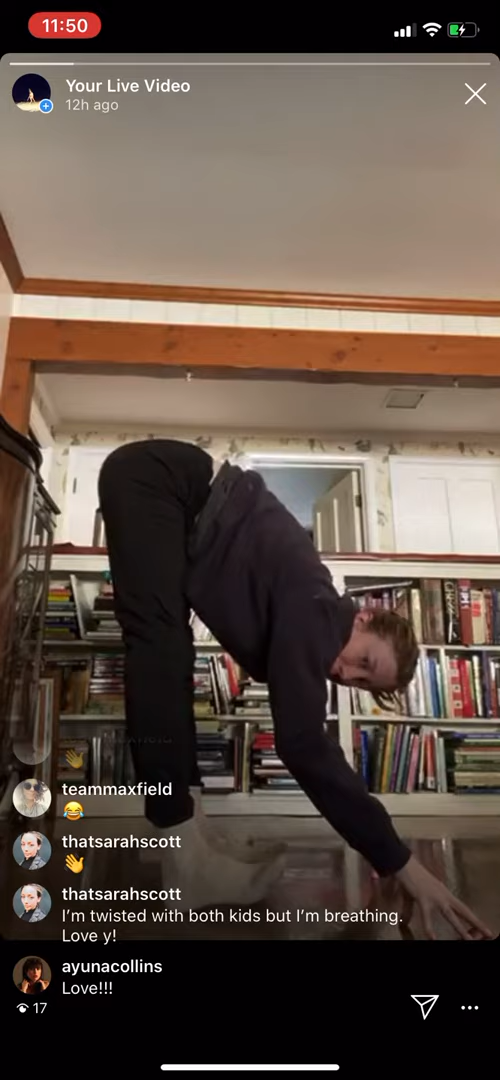 11:50
Your Live Video
12h ago
teammaxfield
😂
thatsarahscott
👋
thatsarahscott
I'm twisted with both kids but I'm breathing.
Love y!
ayunacollins
Love!!!
17